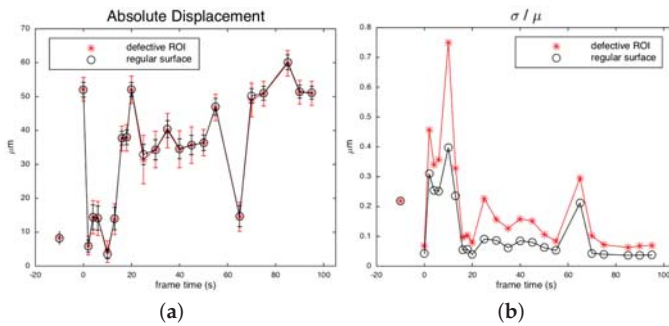 Absolute Displacement
70
60
50
40
30
20
10
0
μm
defective ROI
regular surface
-20 0 20 40 60 80 100
frame time (s)
(a)
σ / μ
0.8
0.7
0.6
0.5
0.4
0.3
0.2
0.1
0
μm
defective ROI
regular surface
-20 0 20 40 60 80 100
frame time (s)
(b)